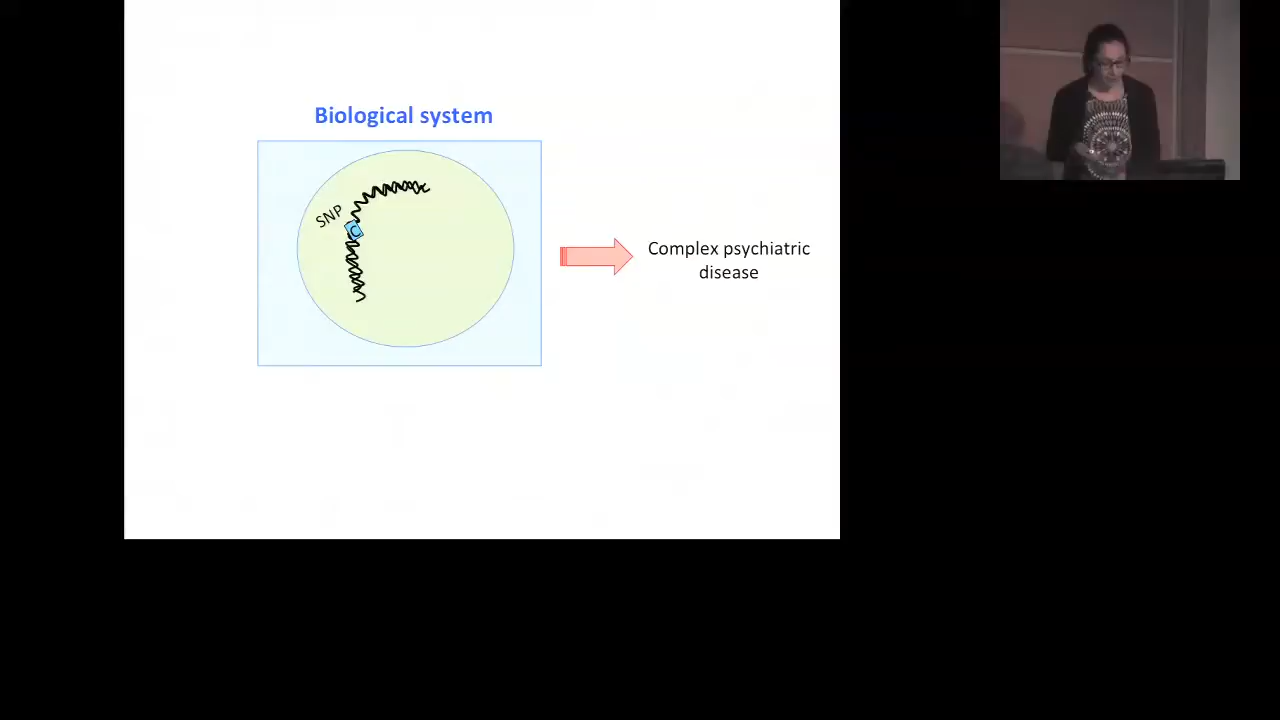 Biological system
SNP
C
Complex psychiatric
disease